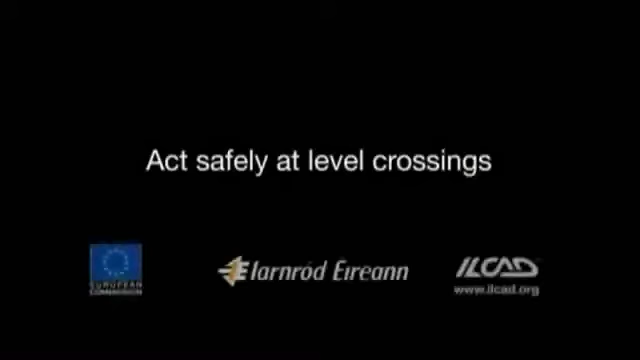 Act safely at level crossings
EUROPEAN
COMMISSION
Iarnród Éireann
ILCAD
www.ilcad.org